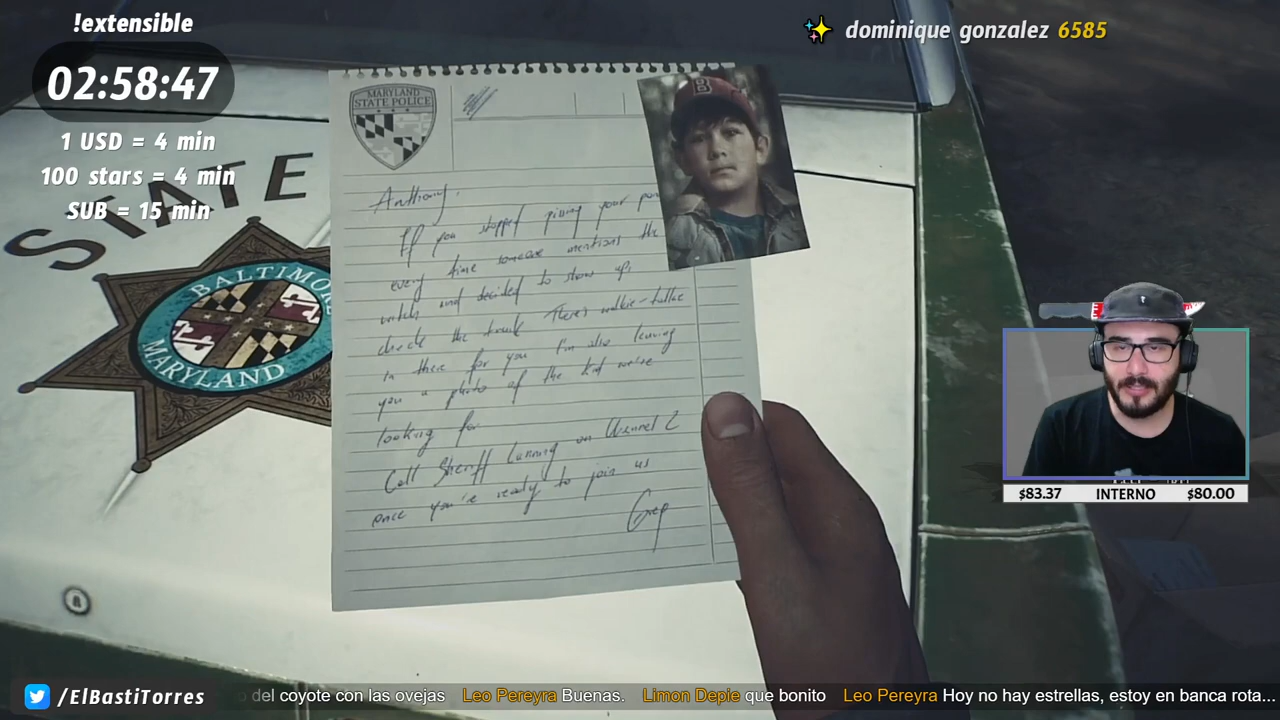 !extensible
02:58:47
1 USD = 4 min
100 stars = 4 min
SUB = 15 min
dominique gonzalez 6585
STATE
BALTIMORE
MARYLAND
MARYLAND
STATE POLICE
B
Anthony,
If you stopped pissing your
every time someone mentions the
witch and decided to show up,
check the trunk There's walkie-talkie
in there for you I'm also leaving
you a photo of the kid we're
looking for
Call Sheriff Lanning on Channel 2
once you're ready to join us
Greg
$83.37 INTERNO $80.00
/ElBastiTorres
del coyote con las ovejas Leo Pereyra Buenas. Limon Depie que bonito Leo Pereyra Hoy no hay estrellas, estoy en banca rota...